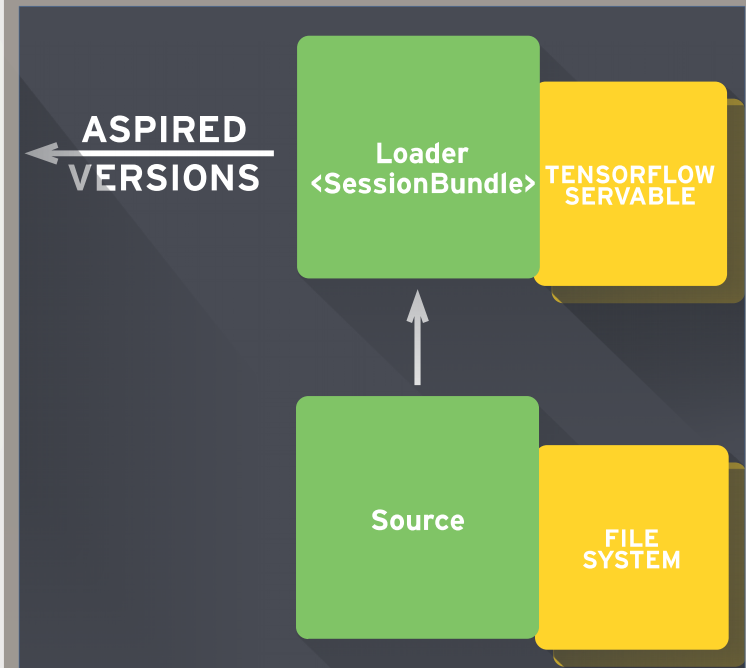 ASPIRED
VERSIONS
Loader
<SessionBundle>
TENSORFLOW
SERVABLE
Source
FILE
SYSTEM